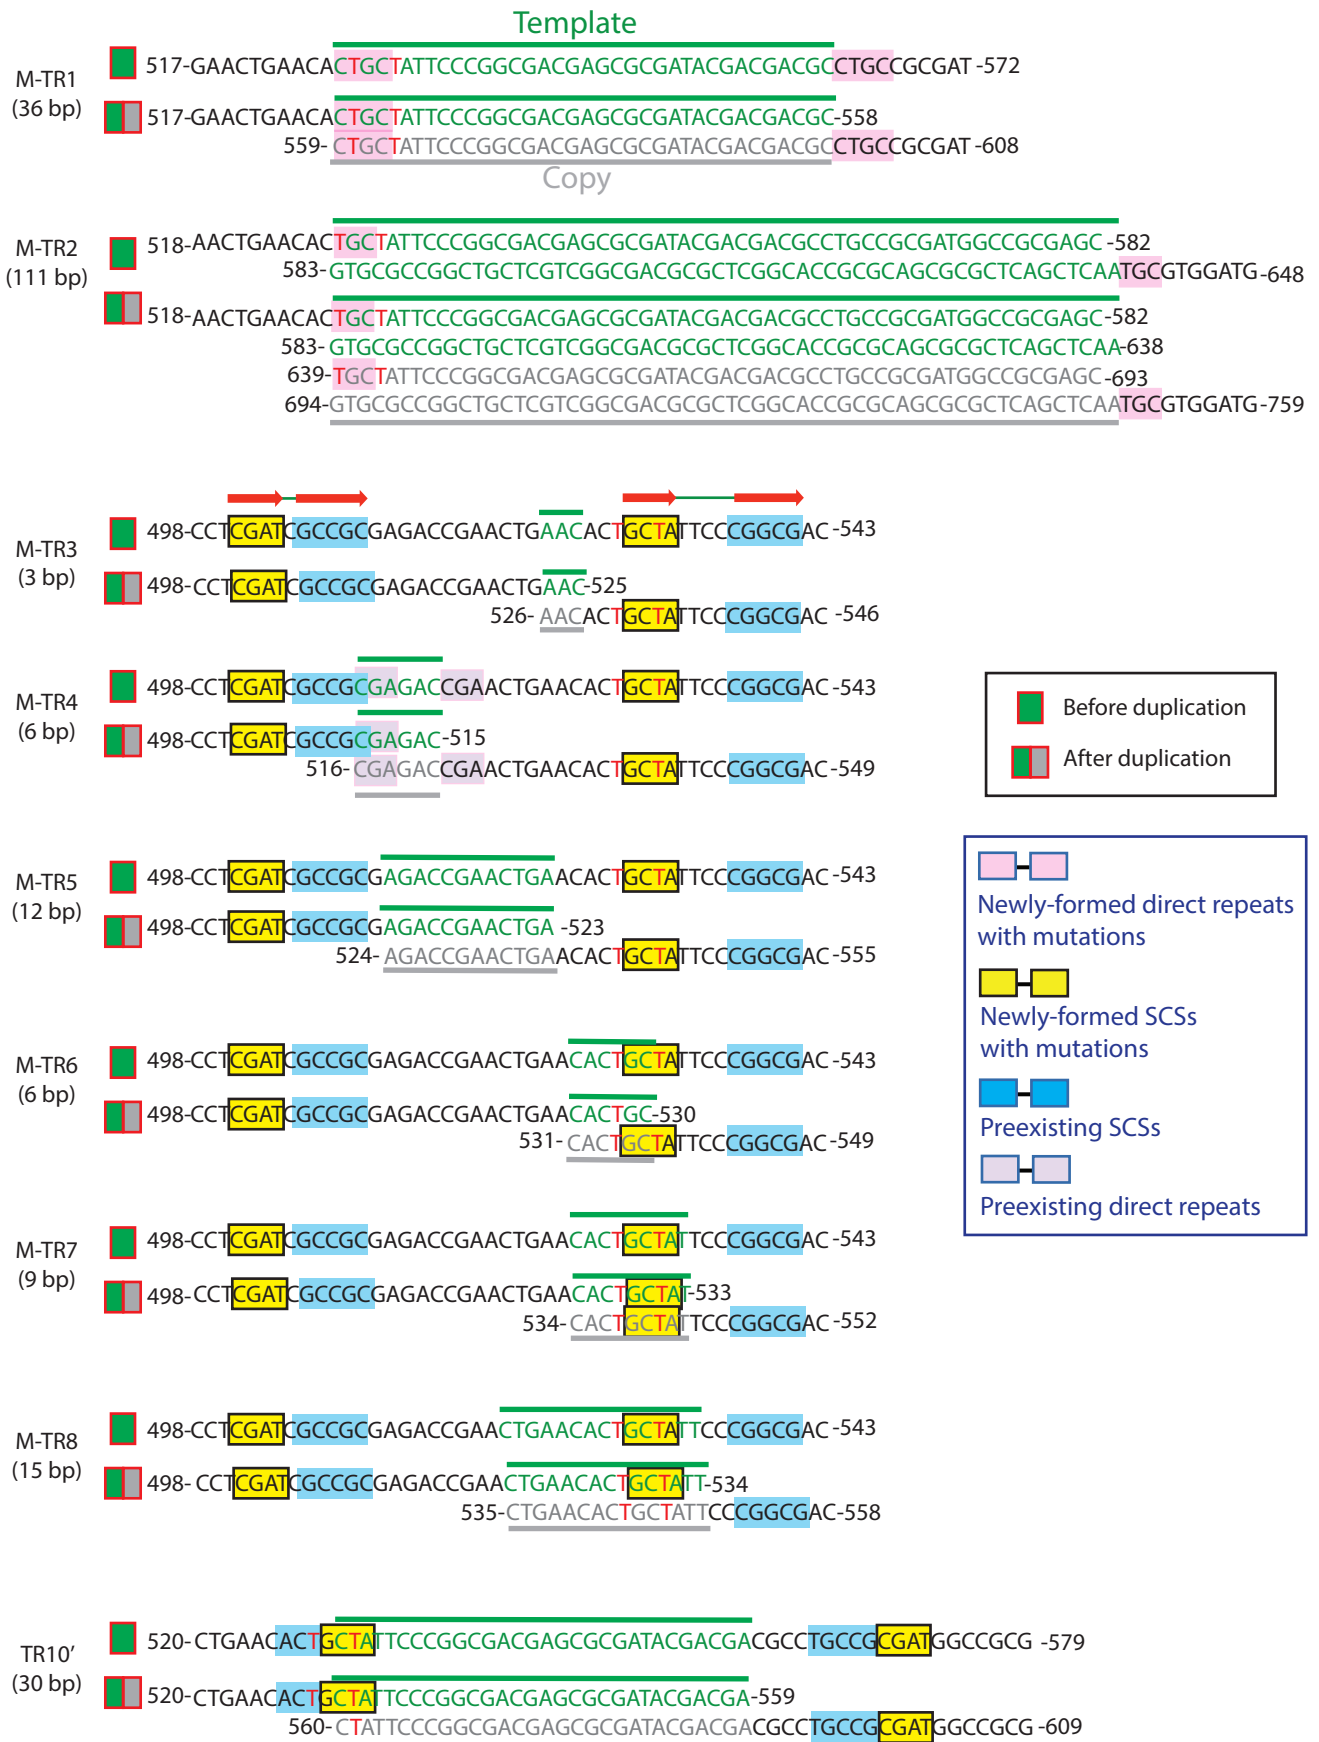 Template
M-TR1
(36 bp)
517-GAACTGAACACTGCTATTCCCGGCGACGAGCGCGATACGACGACGCCTGCCGCGAT -572
517-GAACTGAACACTGCTATTCCCGGCGACGAGCGCGATACGACGACGC-558
559- CTGCTATTCCCGGCGACGAGCGCGATACGACGACGCCTGCCGCGAT -608
Copy
M-TR2
(111 bp)
518-AACTGAACACTGCTATTCCCGGCGACGAGCGCGATACGACGACGCCTGCCGCGATGGCCGCGAGC -582
583-GTGCGCCGGCTGCTCGTCGGCGACGCGCTCGGCACCGCGCAGCGCGCTCAGCTCAATGCGTGGATG-648
518-AACTGAACACTGCTATTCCCGGCGACGAGCGCGATACGACGACGCCTGCCGCGATGGCCGCGAGC-582
583-GTGCGCCGGCTGCTCGTCGGCGACGCGCTCGGCACCGCGCAGCGCGCTCAGCTCAA-638
639-TGCTATTCCCGGCGACGAGCGCGATACGACGACGCCTGCCGCGATGGCCGCGAGC-693
694-GTGCGCCGGCTGCTCGTCGGCGACGCGCTCGGCACCGCGCAGCGCGCTCAGCTCAATGCGTGGATG-759
M-TR3
(3 bp)
498-CCTCGATCGCCGCGAGACCGAACTGAACACTGCTATTCCCGGCGAC -543
498-CCTCGATCGCCGCGAGACCGAACTGAAC-525
526- AACACTGCTATTCCCGGCGAC -546
M-TR4
(6 bp)
498-CCTCGATCGCCGCCGAGACCGAACTGAACACTGCTATTCCCGGCGAC-543
498-CCTCGATCGCCGCCGAGAC-515
516-CGAGACCGAACTGAACACTGCTATTCCCGGCGAC-549
Before duplication
After duplication
M-TR5
(12 bp)
498-CCTCGATCGCCGCGAGACCGAACTGAACACTGCTATTCCCGGCGAC-543
498-CCTCGATCGCCGCGAGACCGAACTGA -523
524-AGACCGAACTGAACACTGCTATTCCCGGCGAC-555
Newly-formed direct repeats
with mutations
Newly-formed SCSs
with mutations
Preexisting SCSs
Preexisting direct repeats
M-TR6
(6 bp)
498-CCTCGATCGCCGCGAGACCGAACTGAACACTGCTATTCCCGGCGAC-543
498-CCTCGATCGCCGCGAGACCGAACTGAACACTGC-530
531-CACTGCTATTCCCGGCGAC-549
M-TR7
(9 bp)
498-CCTCGATCGCCGCGAGACCGAACTGAACACTGCTATTCCCGGCGAC-543
498-CCTCGATCGCCGCGAGACCGAACTGAACACTGCTAT-533
534-CACTGCTATTCCCGGCGAC-552
M-TR8
(15 bp)
498-CCTCGATCGCCGCGAGACCGAACTGAACACTGCTATTCCCGGCGAC-543
498- CCTCGATCGCCGCGAGACCGAACTGAACACTGCTATT-534
535-CTGAACACTGCTATTCCCGGCGAC-558
TR10′
(30 bp)
520-CTGAACACTGCTATTCCCGGCGACGAGCGCGATACGACGACGCCTGCCGCGATGGCCGCG -579
520-CTGAACACTGCTATTCCCGGCGACGAGCGCGATACGACGA-559
560-CTATTCCCGGCGACGAGCGCGATACGACGACGCCTGCCGCGATGGCCGCG -609